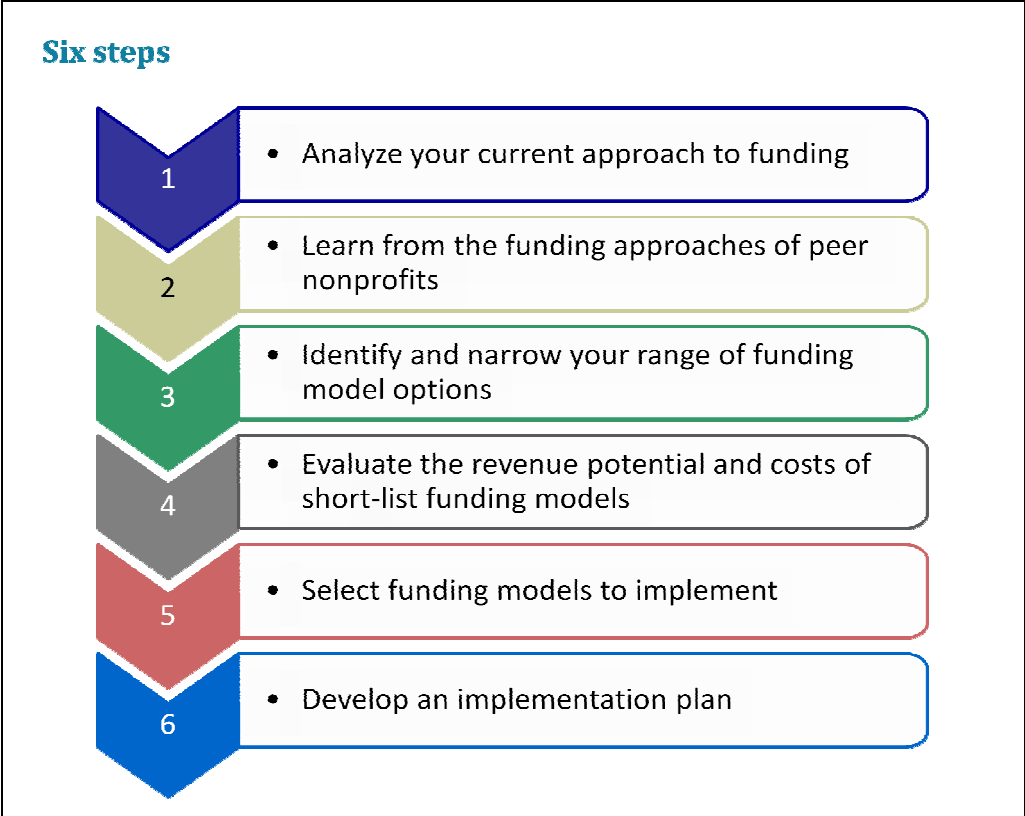 Six steps
1
• Analyze your current approach to funding
2
• Learn from the funding approaches of peer
nonprofits
3
• Identify and narrow your range of funding
model options
4
• Evaluate the revenue potential and costs of
short-list funding models
5
• Select funding models to implement
6
• Develop an implementation plan